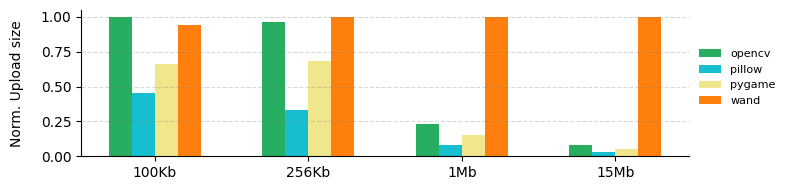 Norm. Upload size
1.00
0.75
0.50
0.25
0.00
100Kb
256Kb
1Mb
15Mb
opencv
pillow
pygame
wand